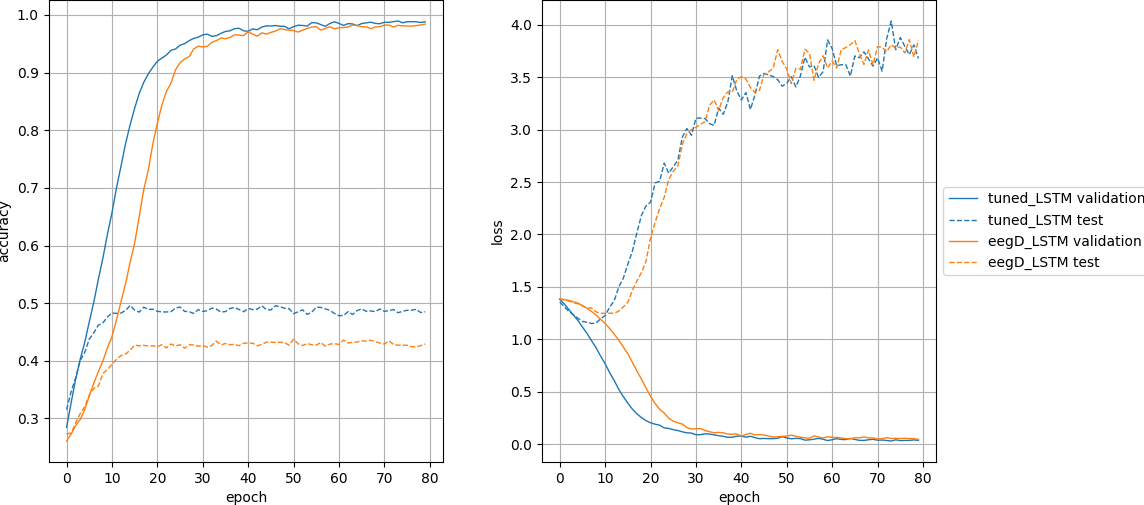 1.0
0.9
0.8
0.7
0.6
0.5
0.4
0.3
accuracy
0 10 20 30 40 50 60 70 80
epoch
4.0
3.5
3.0
2.5
2.0
1.5
1.0
0.5
0.0
loss
0 10 20 30 40 50 60 70 80
epoch
tuned_LSTM validation
tuned_LSTM test
eegD_LSTM validation
eegD_LSTM test